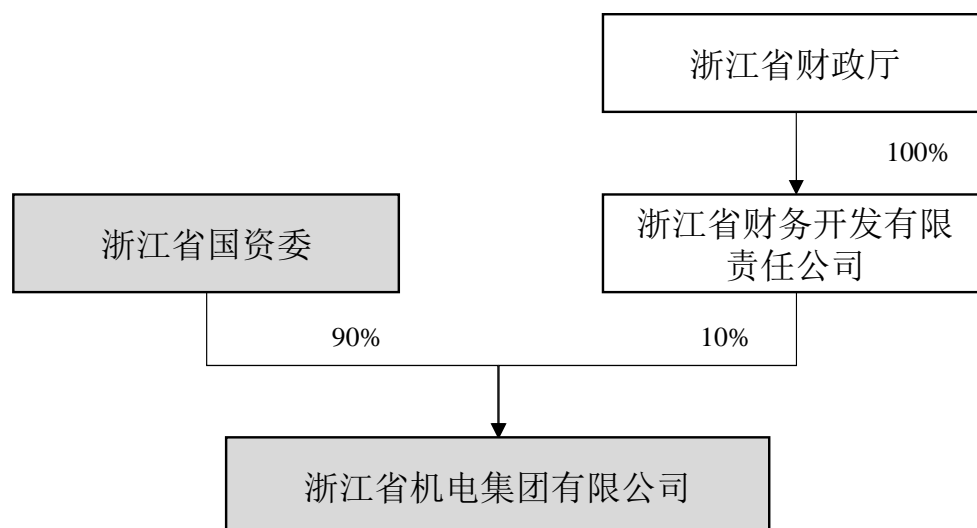 浙江省财政厅
100%
浙江省国资委
浙江省财务开发有限
责任公司
90%
10%
浙江省机电集团有限公司